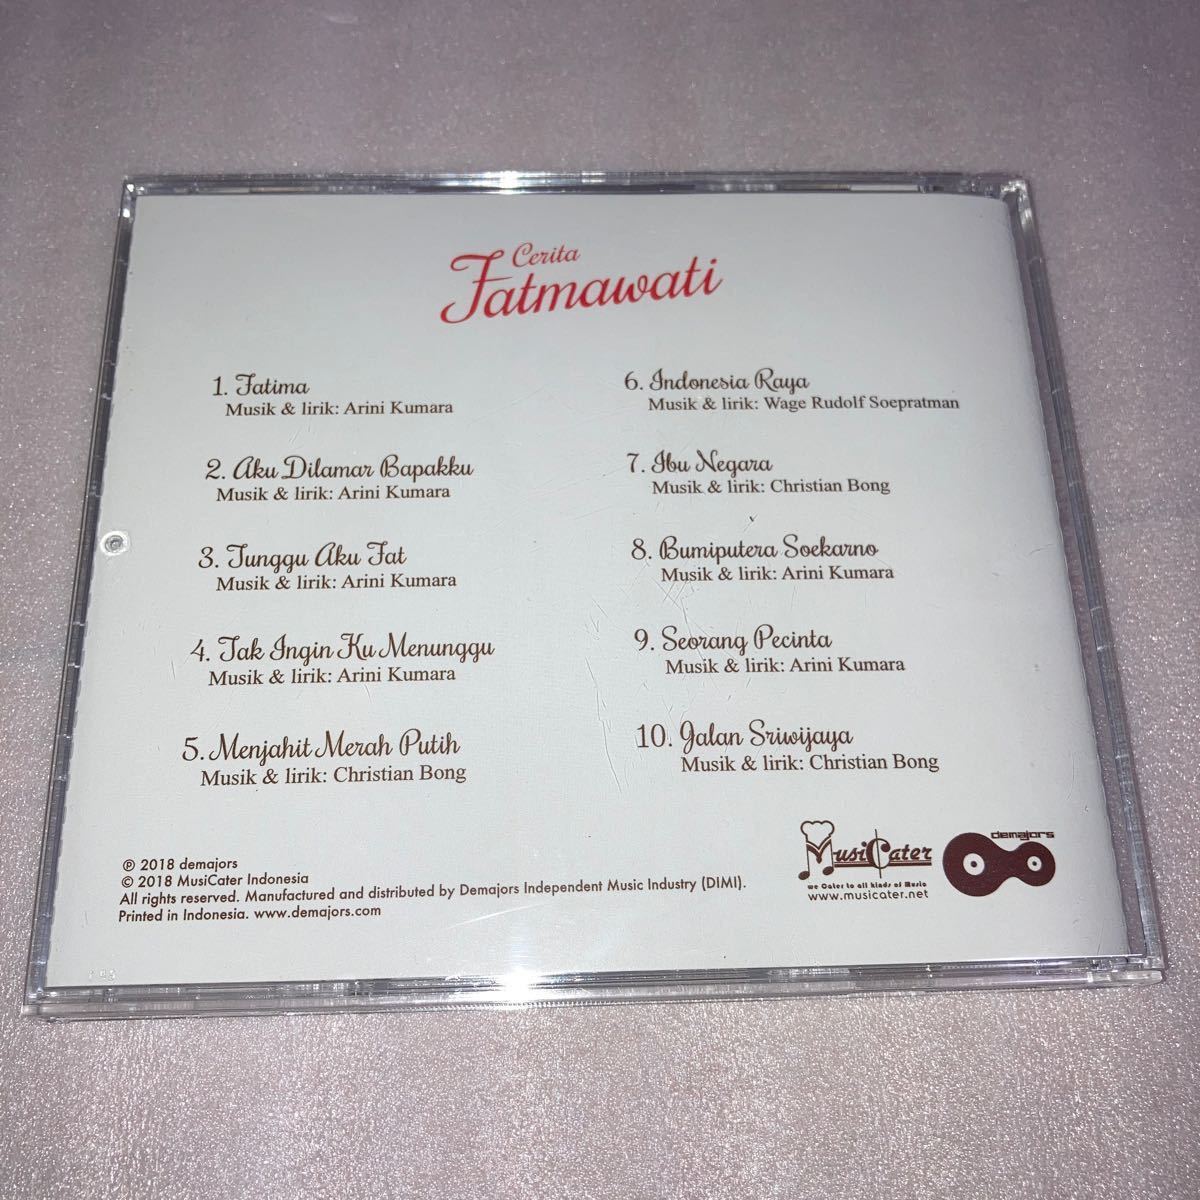 Cerita
Fatmawati
1. Fatima
Musik & lirik: Arini Kumara
2. Aku Dilamar Bapakku
Musik & lirik: Arini Kumara
3. Tunggu Aku Fat
Musik & lirik: Arini Kumara
4. Tak Ingin Ku Menunggu
Musik & lirik: Arini Kumara
5. Menjahit Merah Putih
Musik & lirik: Christian Bong
6. Indonesia Raya
Musik & lirik: Wage Rudolf Soepratman
7. Ibu Negara
Musik & lirik: Christian Bong
8. Bumiputera Soekarno
Musik & lirik: Arini Kumara
9. Seorang Pecinta
Musik & lirik: Arini Kumara
10. Jalan Sriwijaya
Musik & lirik: Christian Bong
℗ 2018 demajors
© 2018 MusiCater Indonesia
All rights reserved. Manufactured and distributed by Demajors Independent Music Industry (DIMI).
Printed in Indonesia. www.demajors.com
MusiCater
we Cater to all kinds of Music
www.musicater.net
demajors